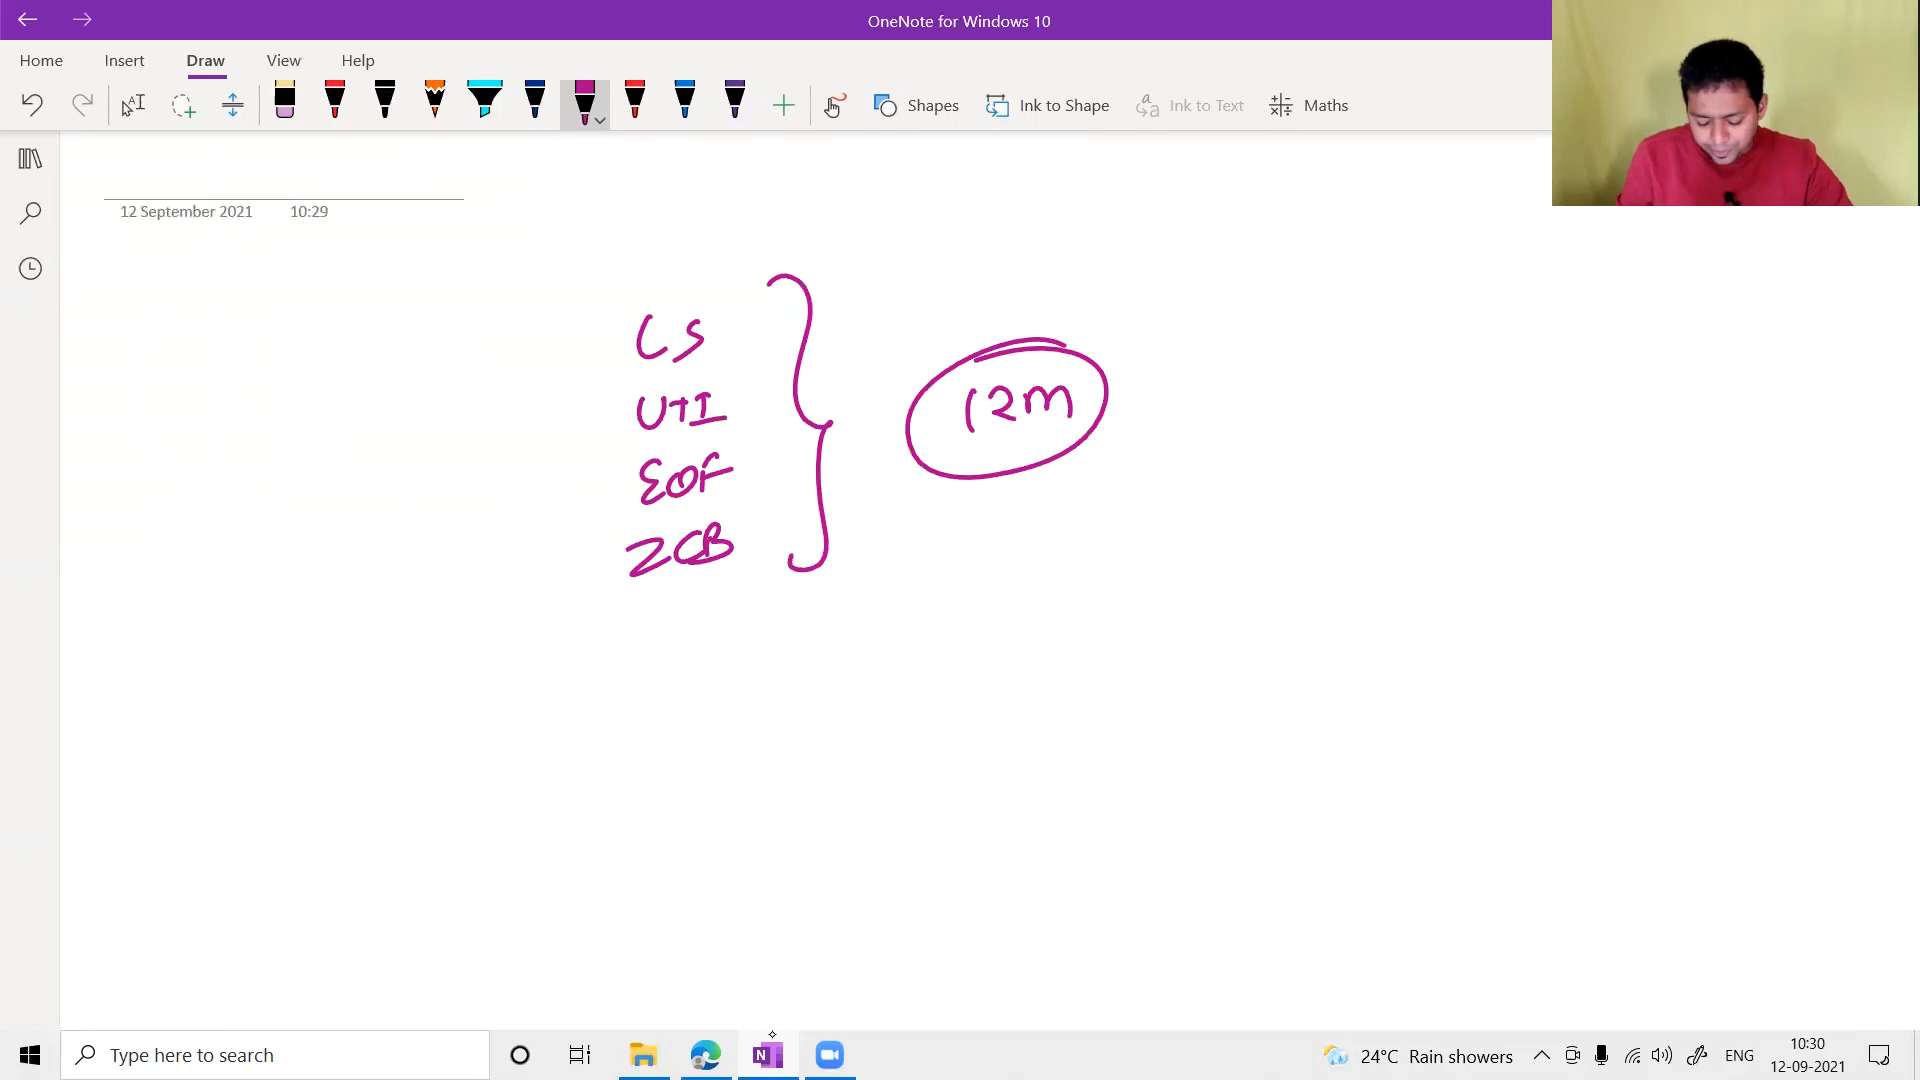 OneNote for Windows 10
Home Insert Draw View Help
Shapes Ink to Shape Ink to Text Maths
12 September 2021 10:29
CS
UTI
EOF
ZCB
12m
Type here to search
24°C Rain showers ENG 10:30
12-09-2021